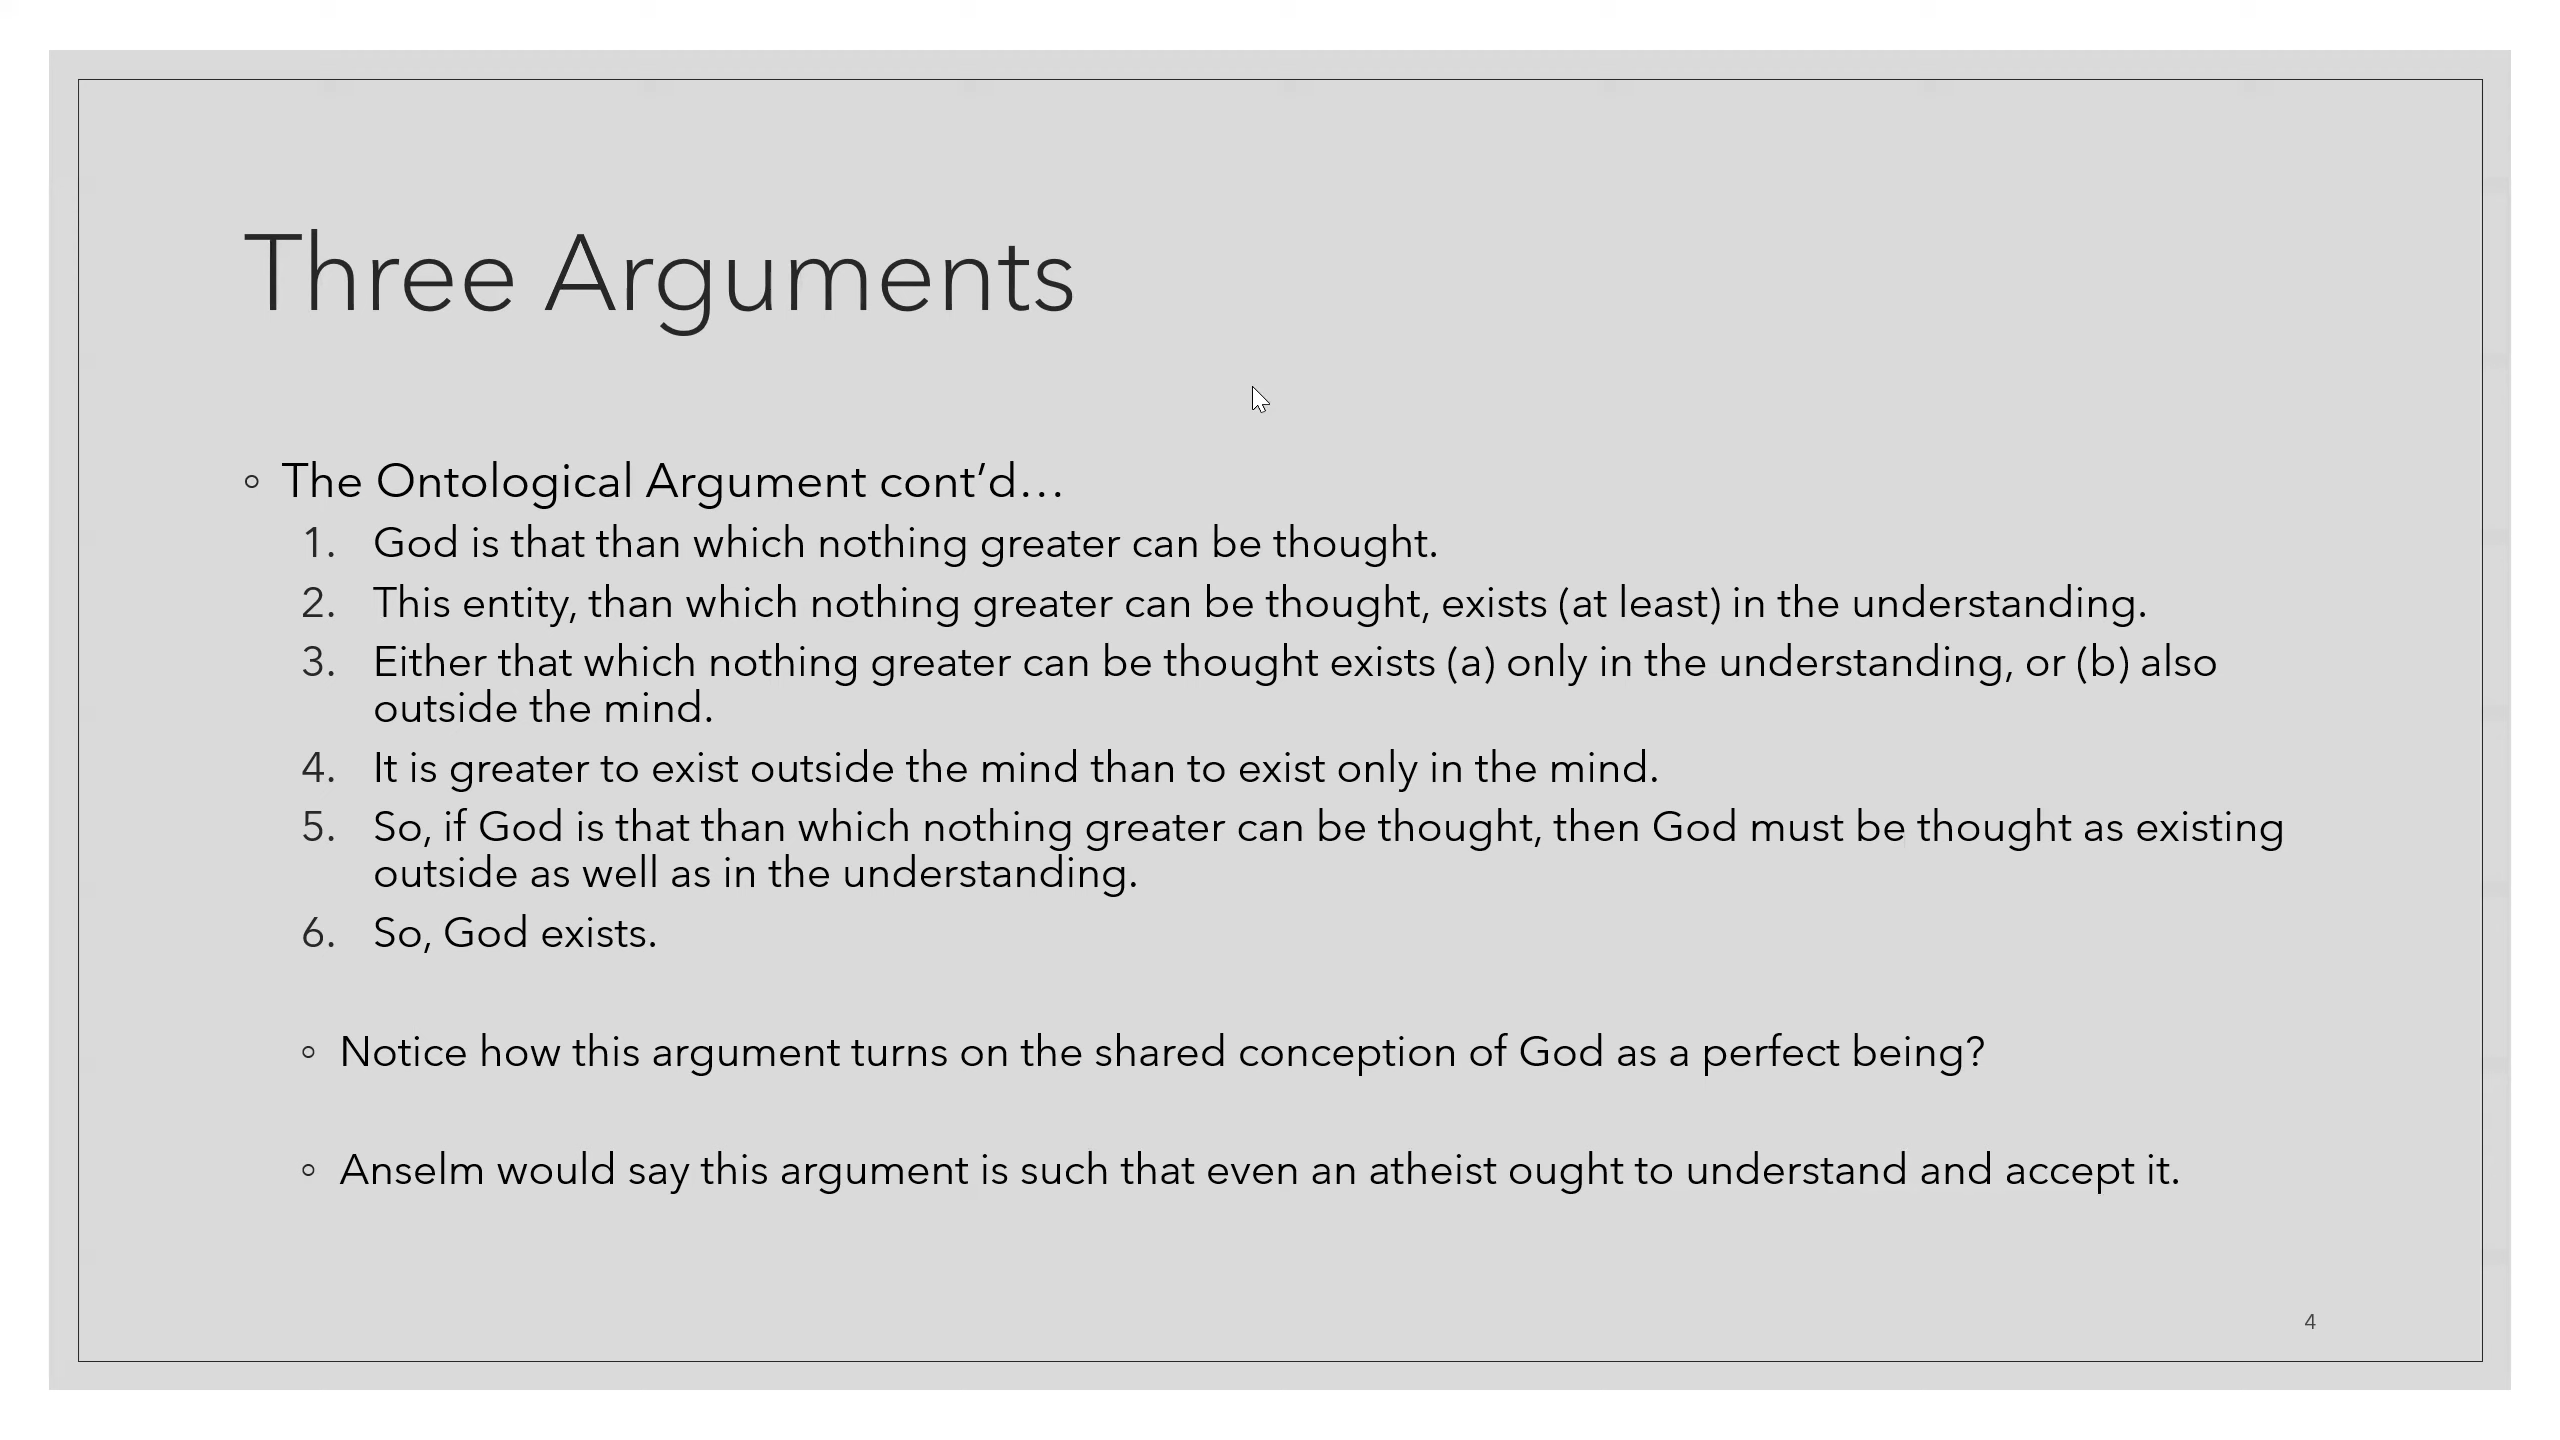 Three Arguments
◦ The Ontological Argument cont’d…
1. God is that than which nothing greater can be thought.
2. This entity, than which nothing greater can be thought, exists (at least) in the understanding.
3. Either that which nothing greater can be thought exists (a) only in the understanding, or (b) also
outside the mind.
4. It is greater to exist outside the mind than to exist only in the mind.
5. So, if God is that than which nothing greater can be thought, then God must be thought as existing
outside as well as in the understanding.
6. So, God exists.
◦ Notice how this argument turns on the shared conception of God as a perfect being?
◦ Anselm would say this argument is such that even an atheist ought to understand and accept it.
4